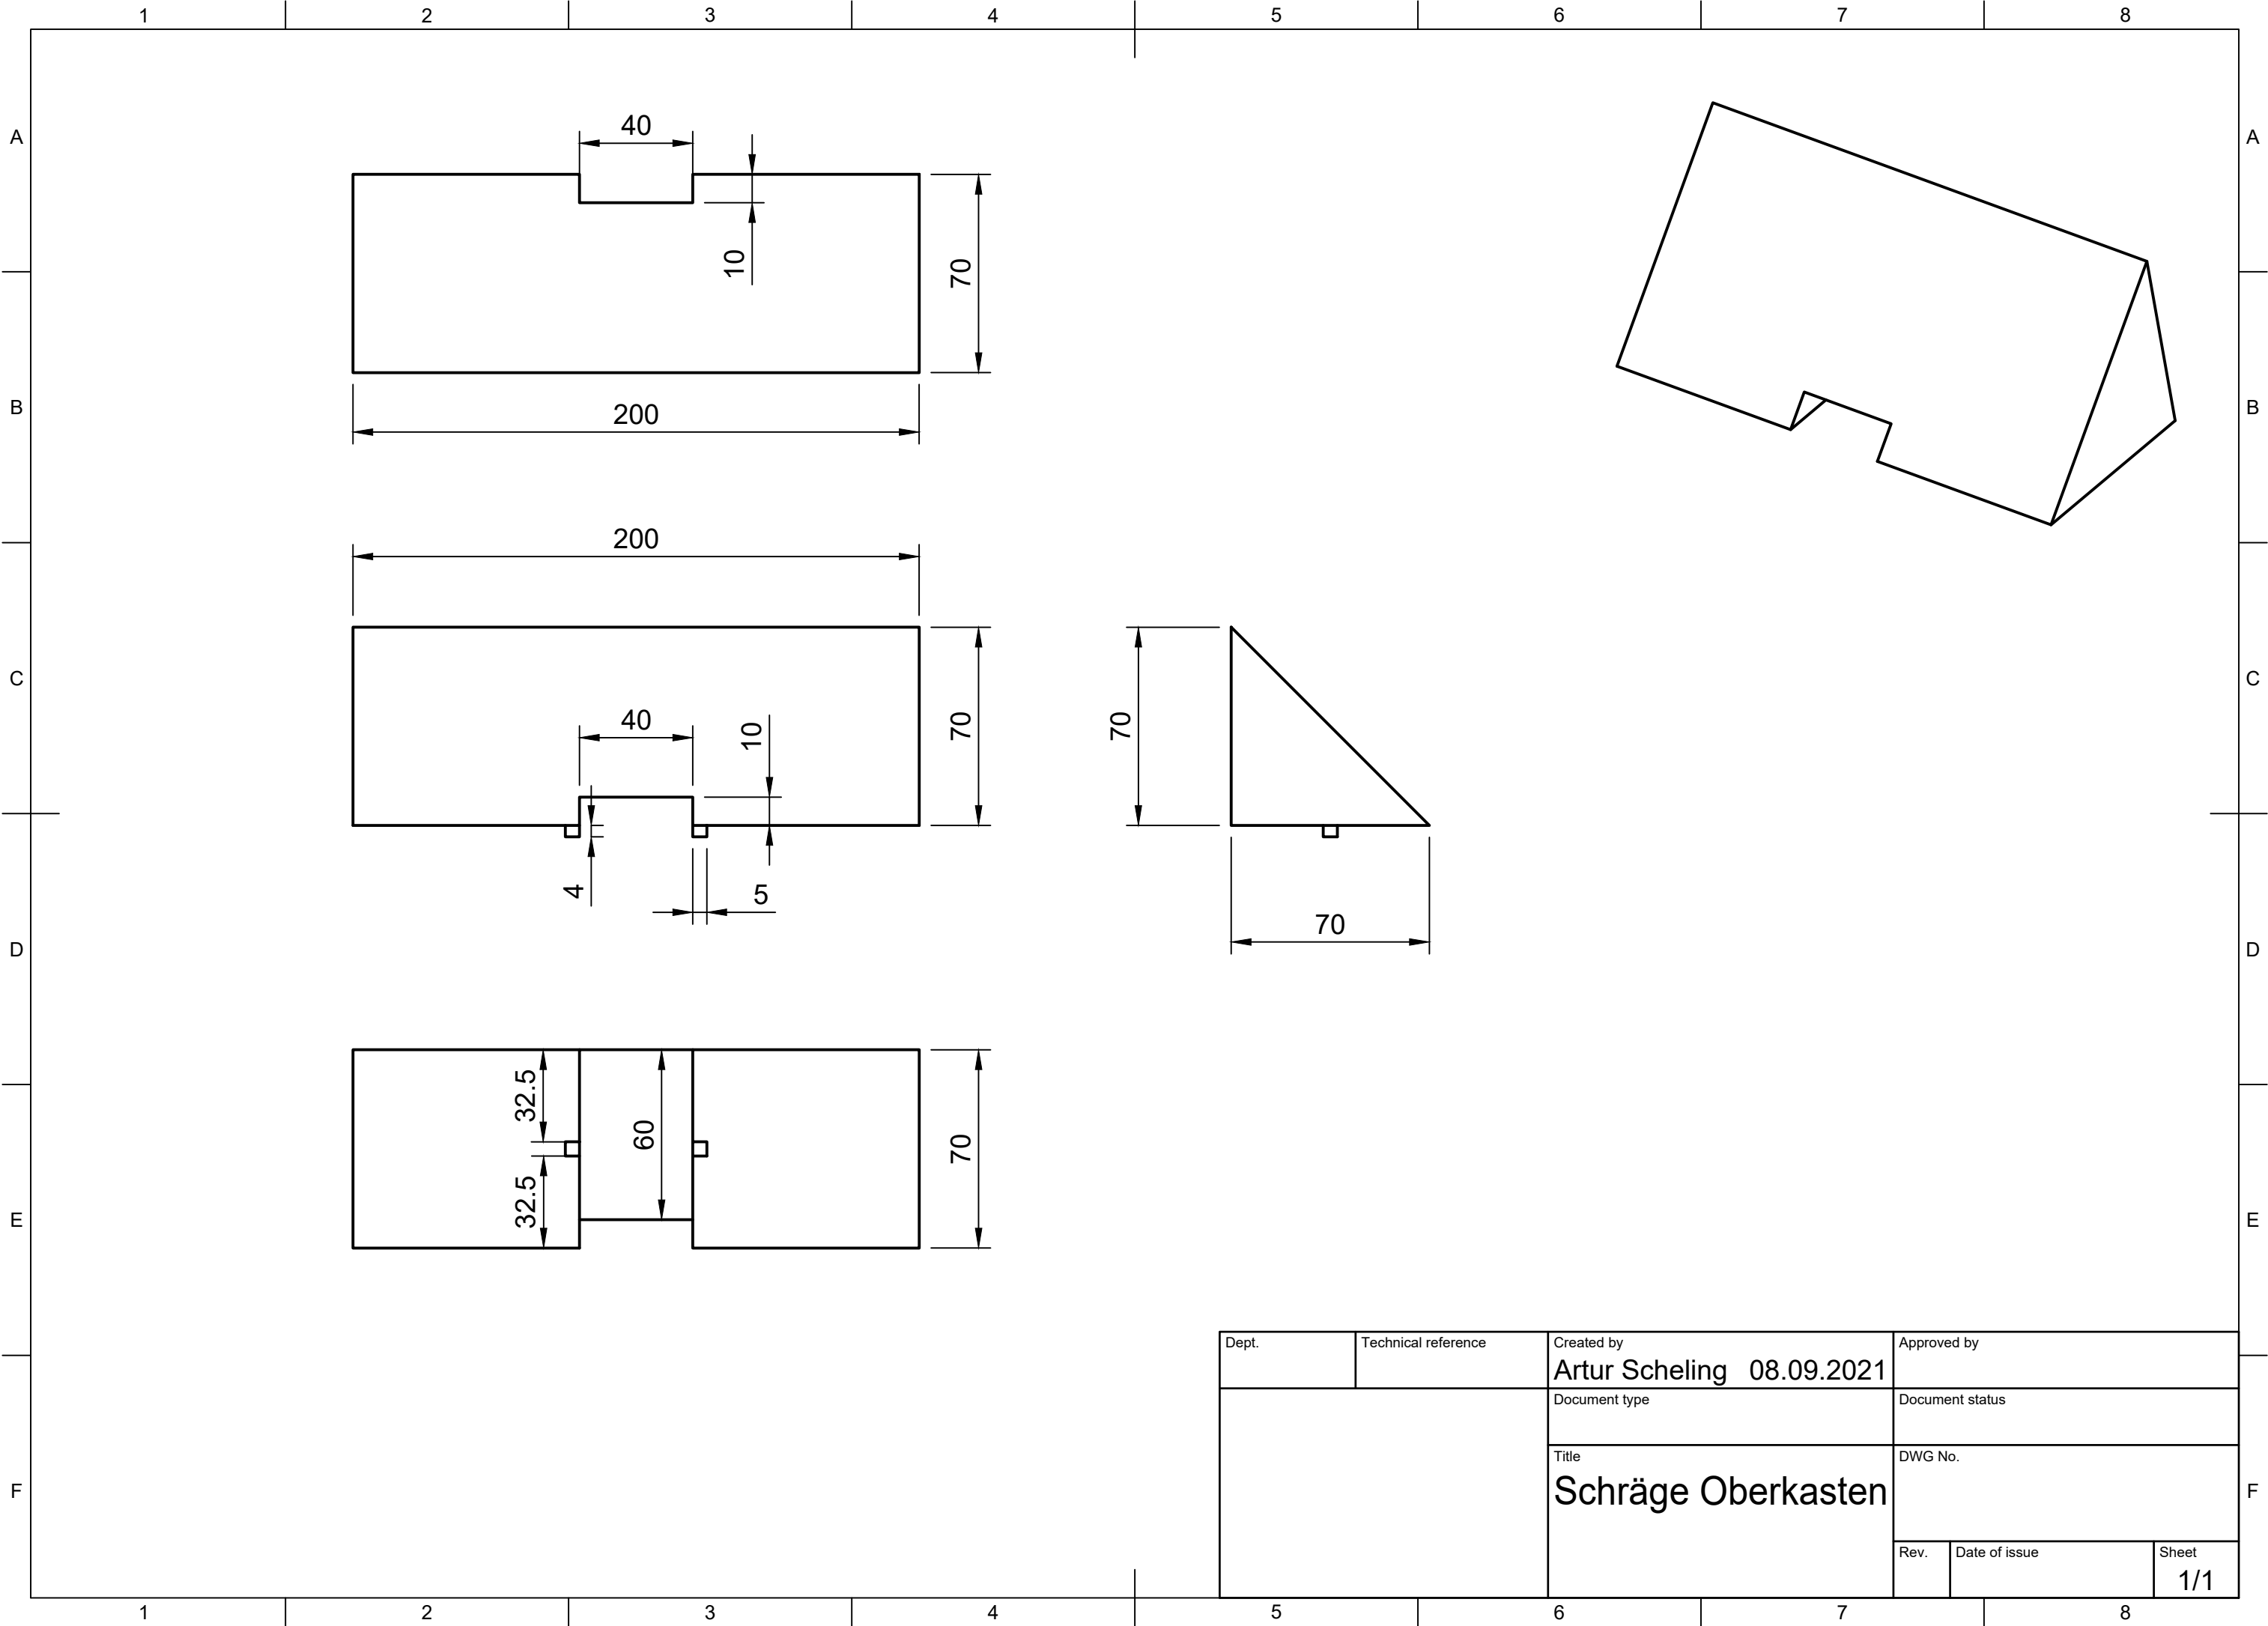 1 2 3 4 5 6 7 8
A A
40
10
70
B B
200
200
C C
40
10
70
70
4
5
70
D D
32.5
60
70
32.5
E E
Dept. Technical reference Created by Approved by
Artur Scheling 08.09.2021
Document type Document status
Title DWG No.
Schräge Oberkasten
F F
Rev. Date of issue Sheet
1/1
1 2 3 4 5 6 7 8